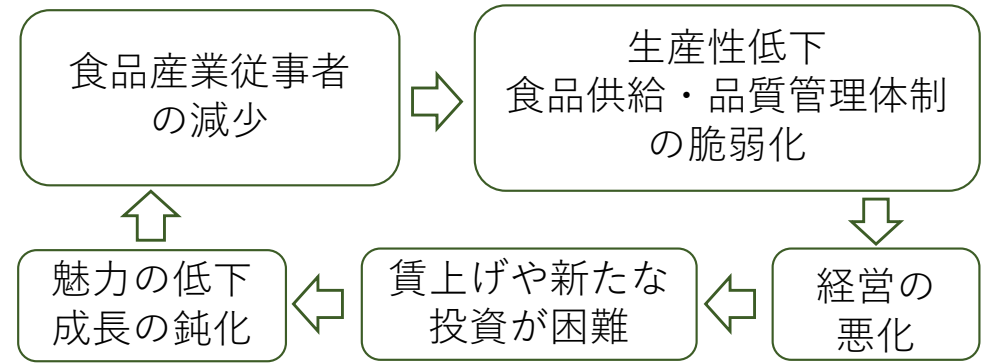 食品産業従事者
の減少
生産性低下
食品供給・品質管理体制
の脆弱化
経営の
悪化
賃上げや新たな
投資が困難
魅力の低下
成長の鈍化